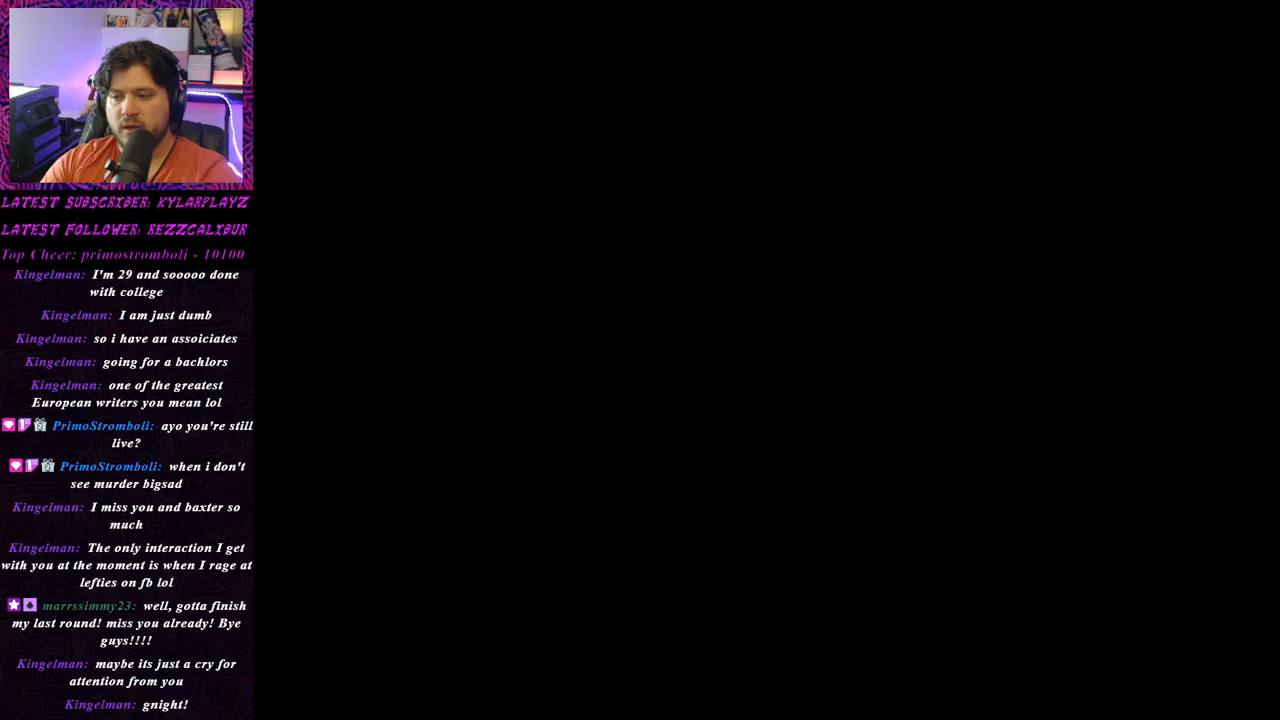 LATEST SUBSCRIBER: KYLARPLAYZ
LATEST FOLLOWER: REZZCALIBUR
Top Cheer: primostromboli - 10100
Kingelman: I'm 29 and sooooo done
with college
Kingelman: I am just dumb
Kingelman: so i have an assoiciates
Kingelman: going for a bachlors
Kingelman: one of the greatest
European writers you mean lol
PrimoStromboli: ayo you're still
live?
PrimoStromboli: when i don't
see murder bigsad
Kingelman: I miss you and baxter so
much
Kingelman: The only interaction I get
with you at the moment is when I rage at
lefties on fb lol
marrssimmy23: well, gotta finish
my last round! miss you already! Bye
guys!!!!
Kingelman: maybe its just a cry for
attention from you
Kingelman: gnight!